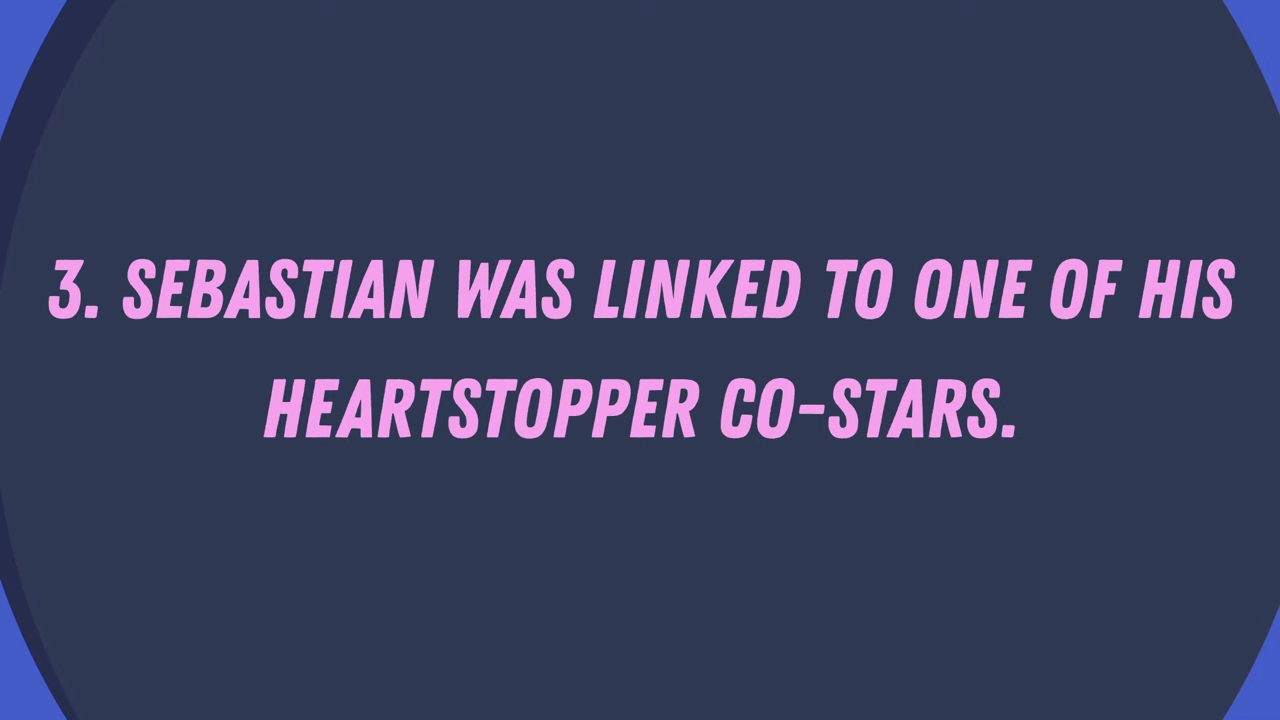 3. SEBASTIAN WAS LINKED TO ONE OF HIS
HEARTSTOPPER CO-STARS.